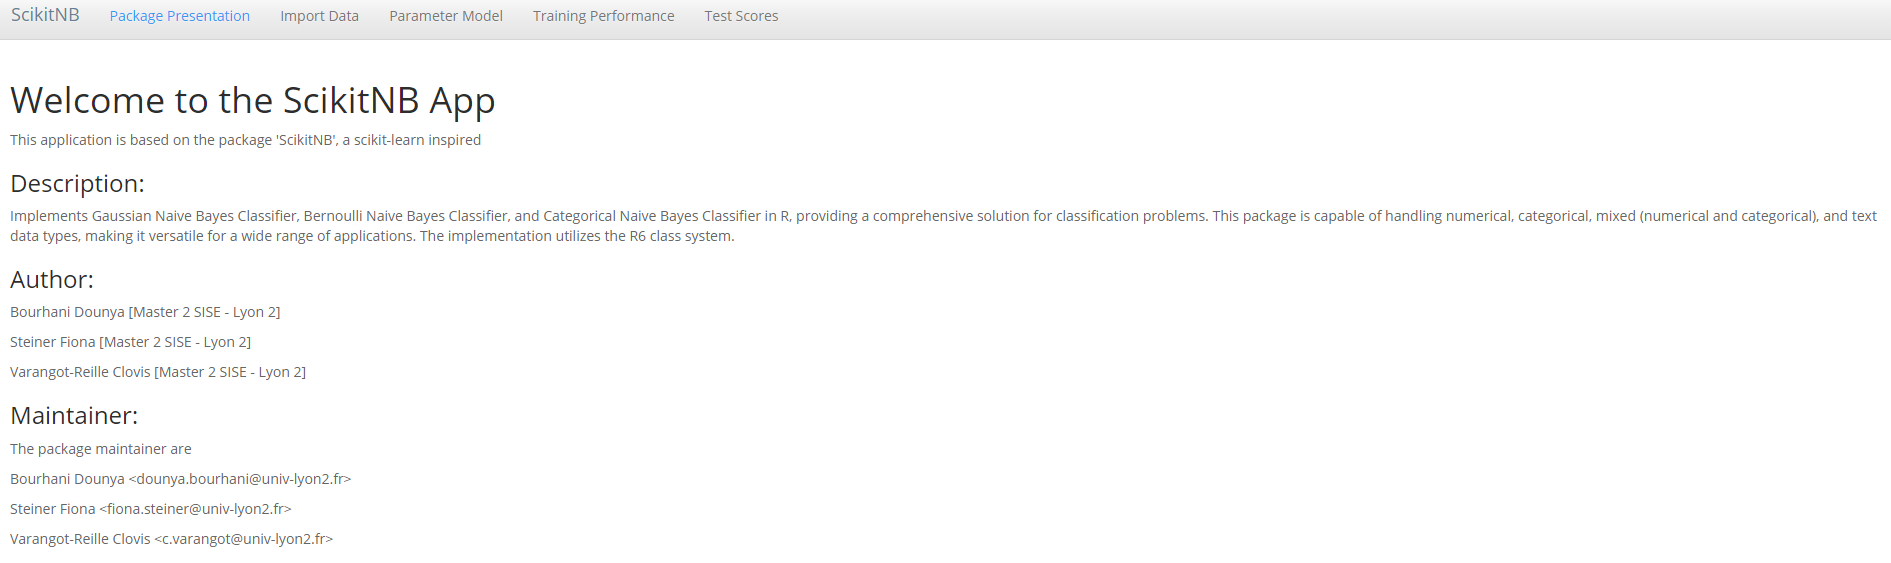 ScikitNB Package Presentation Import Data Parameter Model Training Performance Test Scores
Welcome to the ScikitNB App
This application is based on the package 'ScikitNB', a scikit-learn inspired
Description:
Implements Gaussian Naive Bayes Classifier, Bernoulli Naive Bayes Classifier, and Categorical Naive Bayes Classifier in R, providing a comprehensive solution for classification problems. This package is capable of handling numerical, categorical, mixed (numerical and categorical), and text
data types, making it versatile for a wide range of applications. The implementation utilizes the R6 class system.
Author:
Bourhani Dounya [Master 2 SISE - Lyon 2]
Steiner Fiona [Master 2 SISE - Lyon 2]
Varangot-Reille Clovis [Master 2 SISE - Lyon 2]
Maintainer:
The package maintainer are
Bourhani Dounya <dounya.bourhani@univ-lyon2.fr>
Steiner Fiona <fiona.steiner@univ-lyon2.fr>
Varangot-Reille Clovis <c.varangot@univ-lyon2.fr>